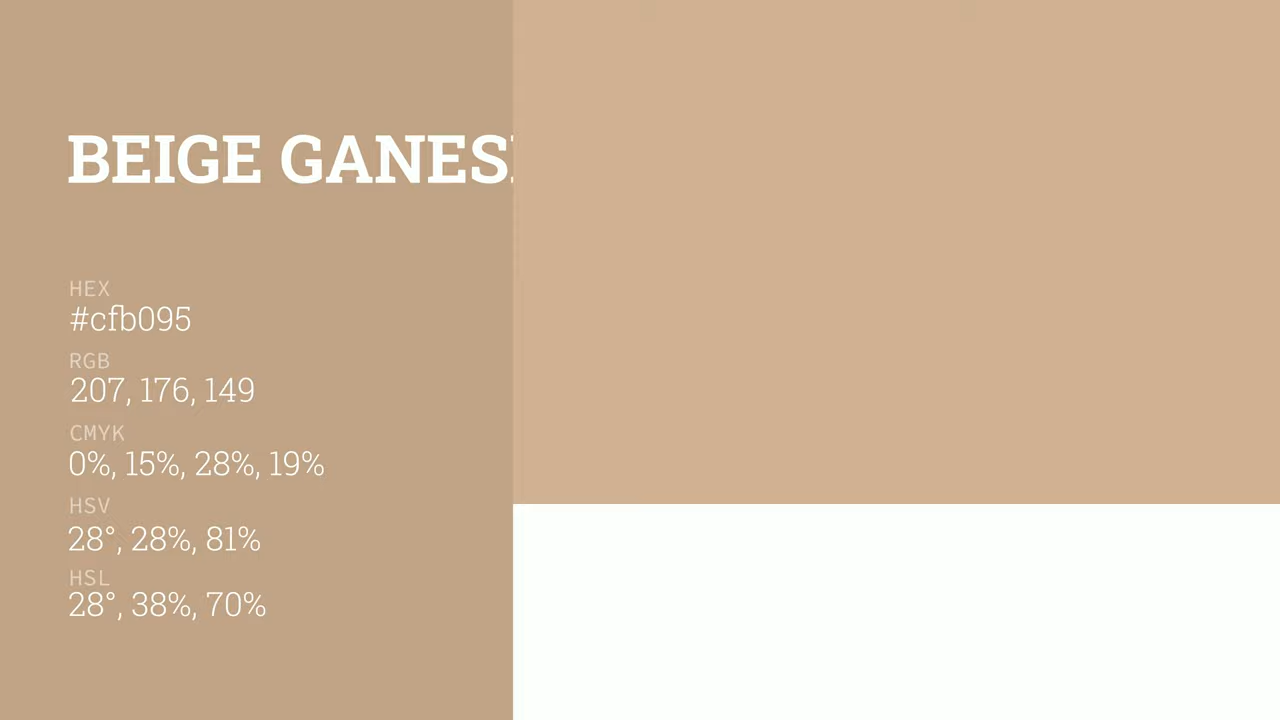 BEIGE GANES
HEX
#cfb095
RGB
207, 176, 149
CMYK
0%, 15%, 28%, 19%
HSV
28°, 28%, 81%
HSL
28°, 38%, 70%